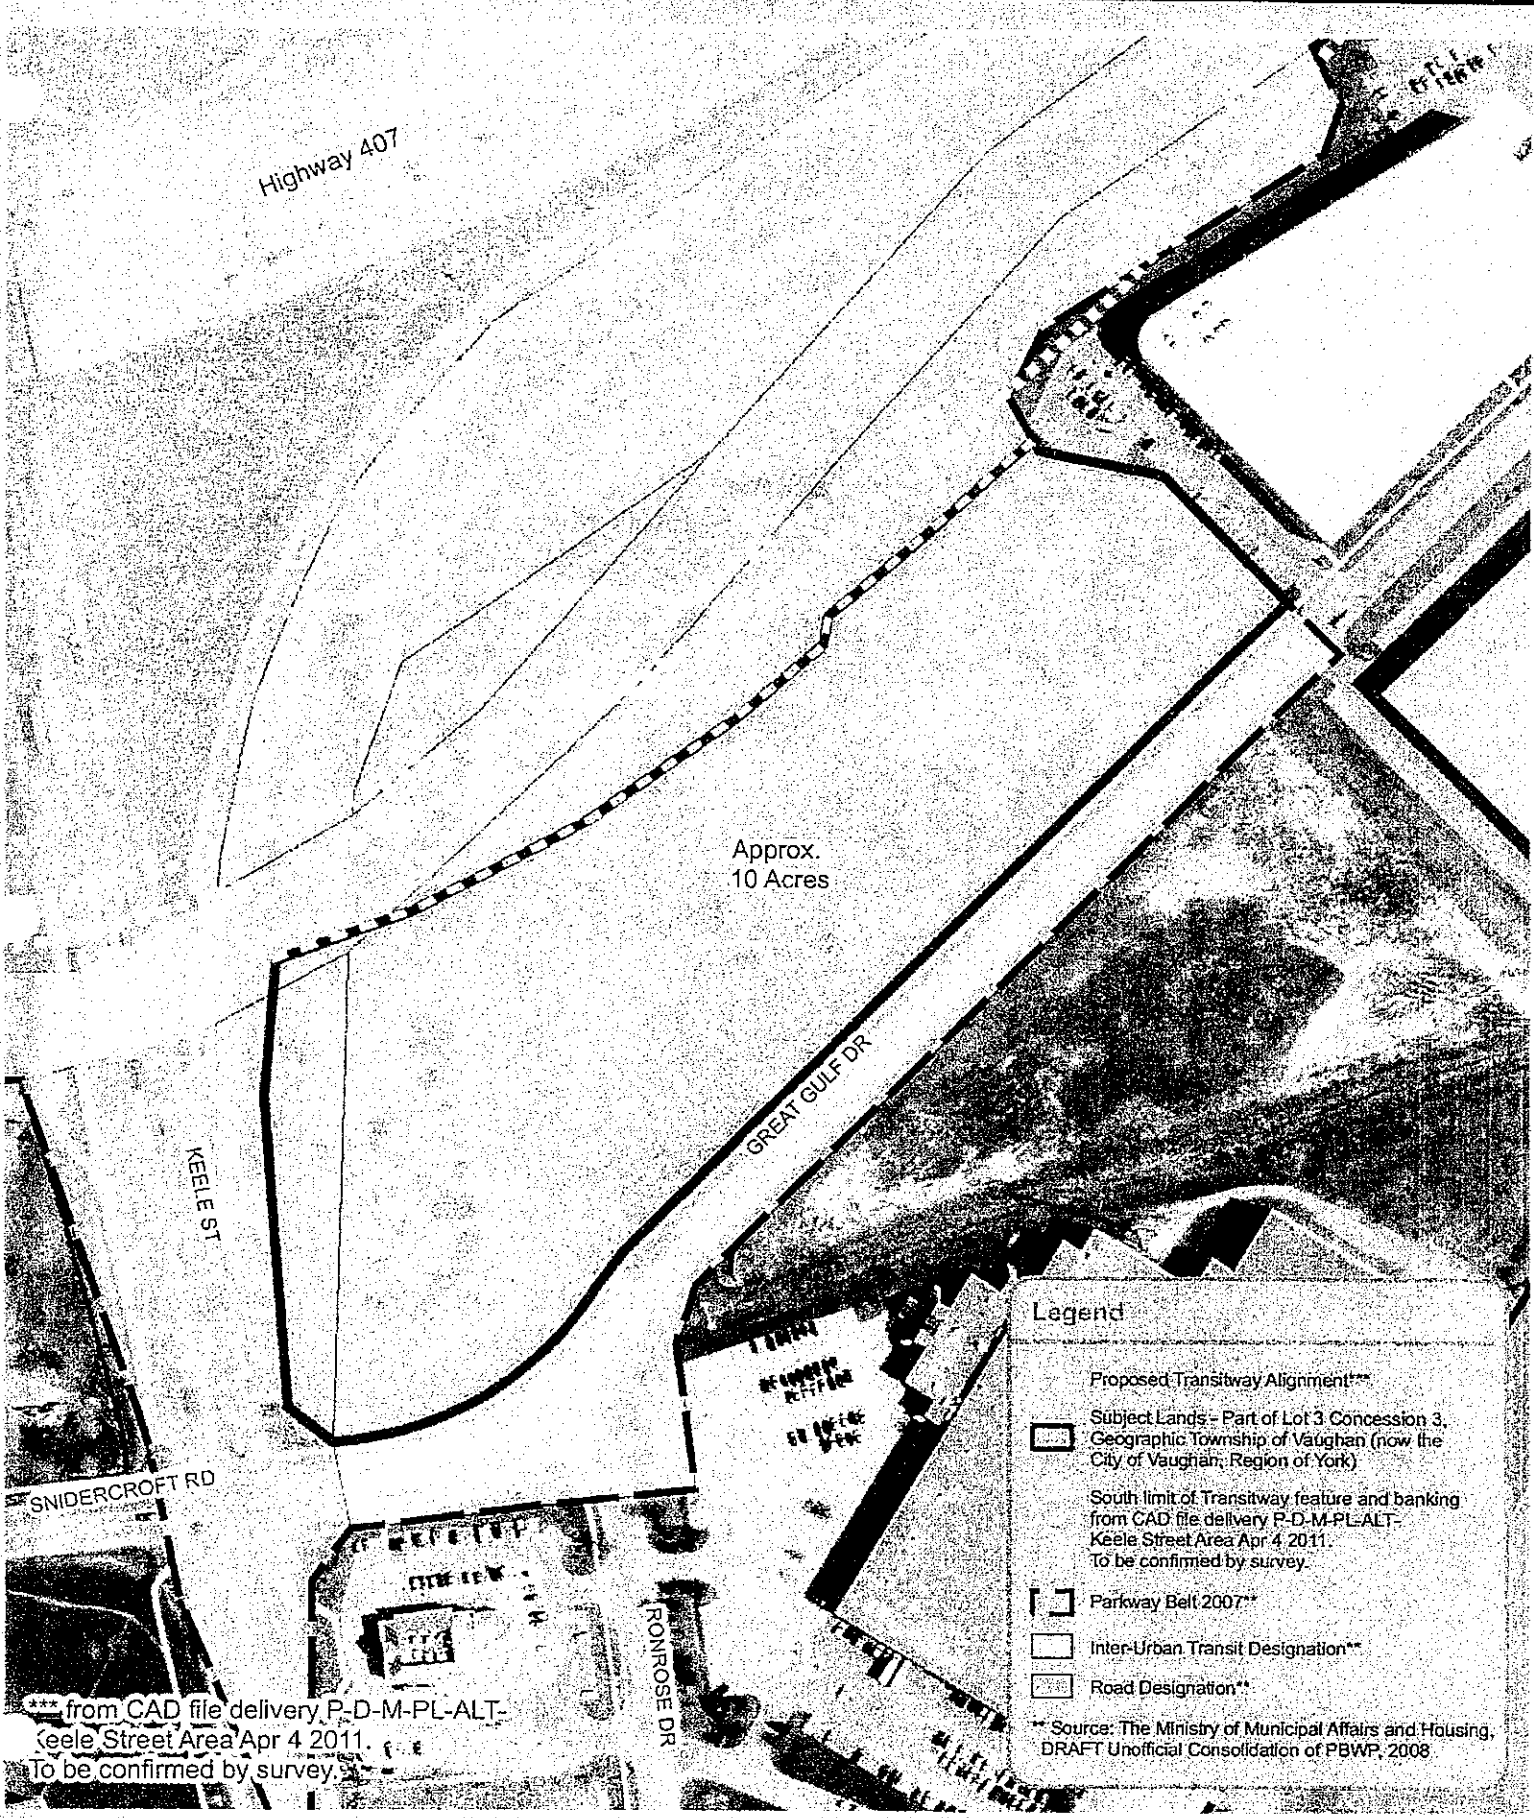 Highway 407
Approx.
10 Acres
GREAT GULF DR
KEELE ST
SNIDERCROFT RD
RONROSE DR
Legend
Proposed Transitway Alignment***
Subject Lands - Part of Lot 3 Concession 3,
Geographic Township of Vaughan (now the
City of Vaughan, Region of York)
South limit of Transitway feature and banking
from CAD file delivery P-D-M-PL-ALT-
Keele Street Area Apr 4 2011.
To be confirmed by survey.
Parkway Belt 2007**
Inter-Urban Transit Designation**
Road Designation**
** Source: The Ministry of Municipal Affairs and Housing,
DRAFT Unofficial Consolidation of PBWP, 2008
*** from CAD file delivery P-D-M-PL-ALT-
Keele Street Area Apr 4 2011.
To be confirmed by survey.